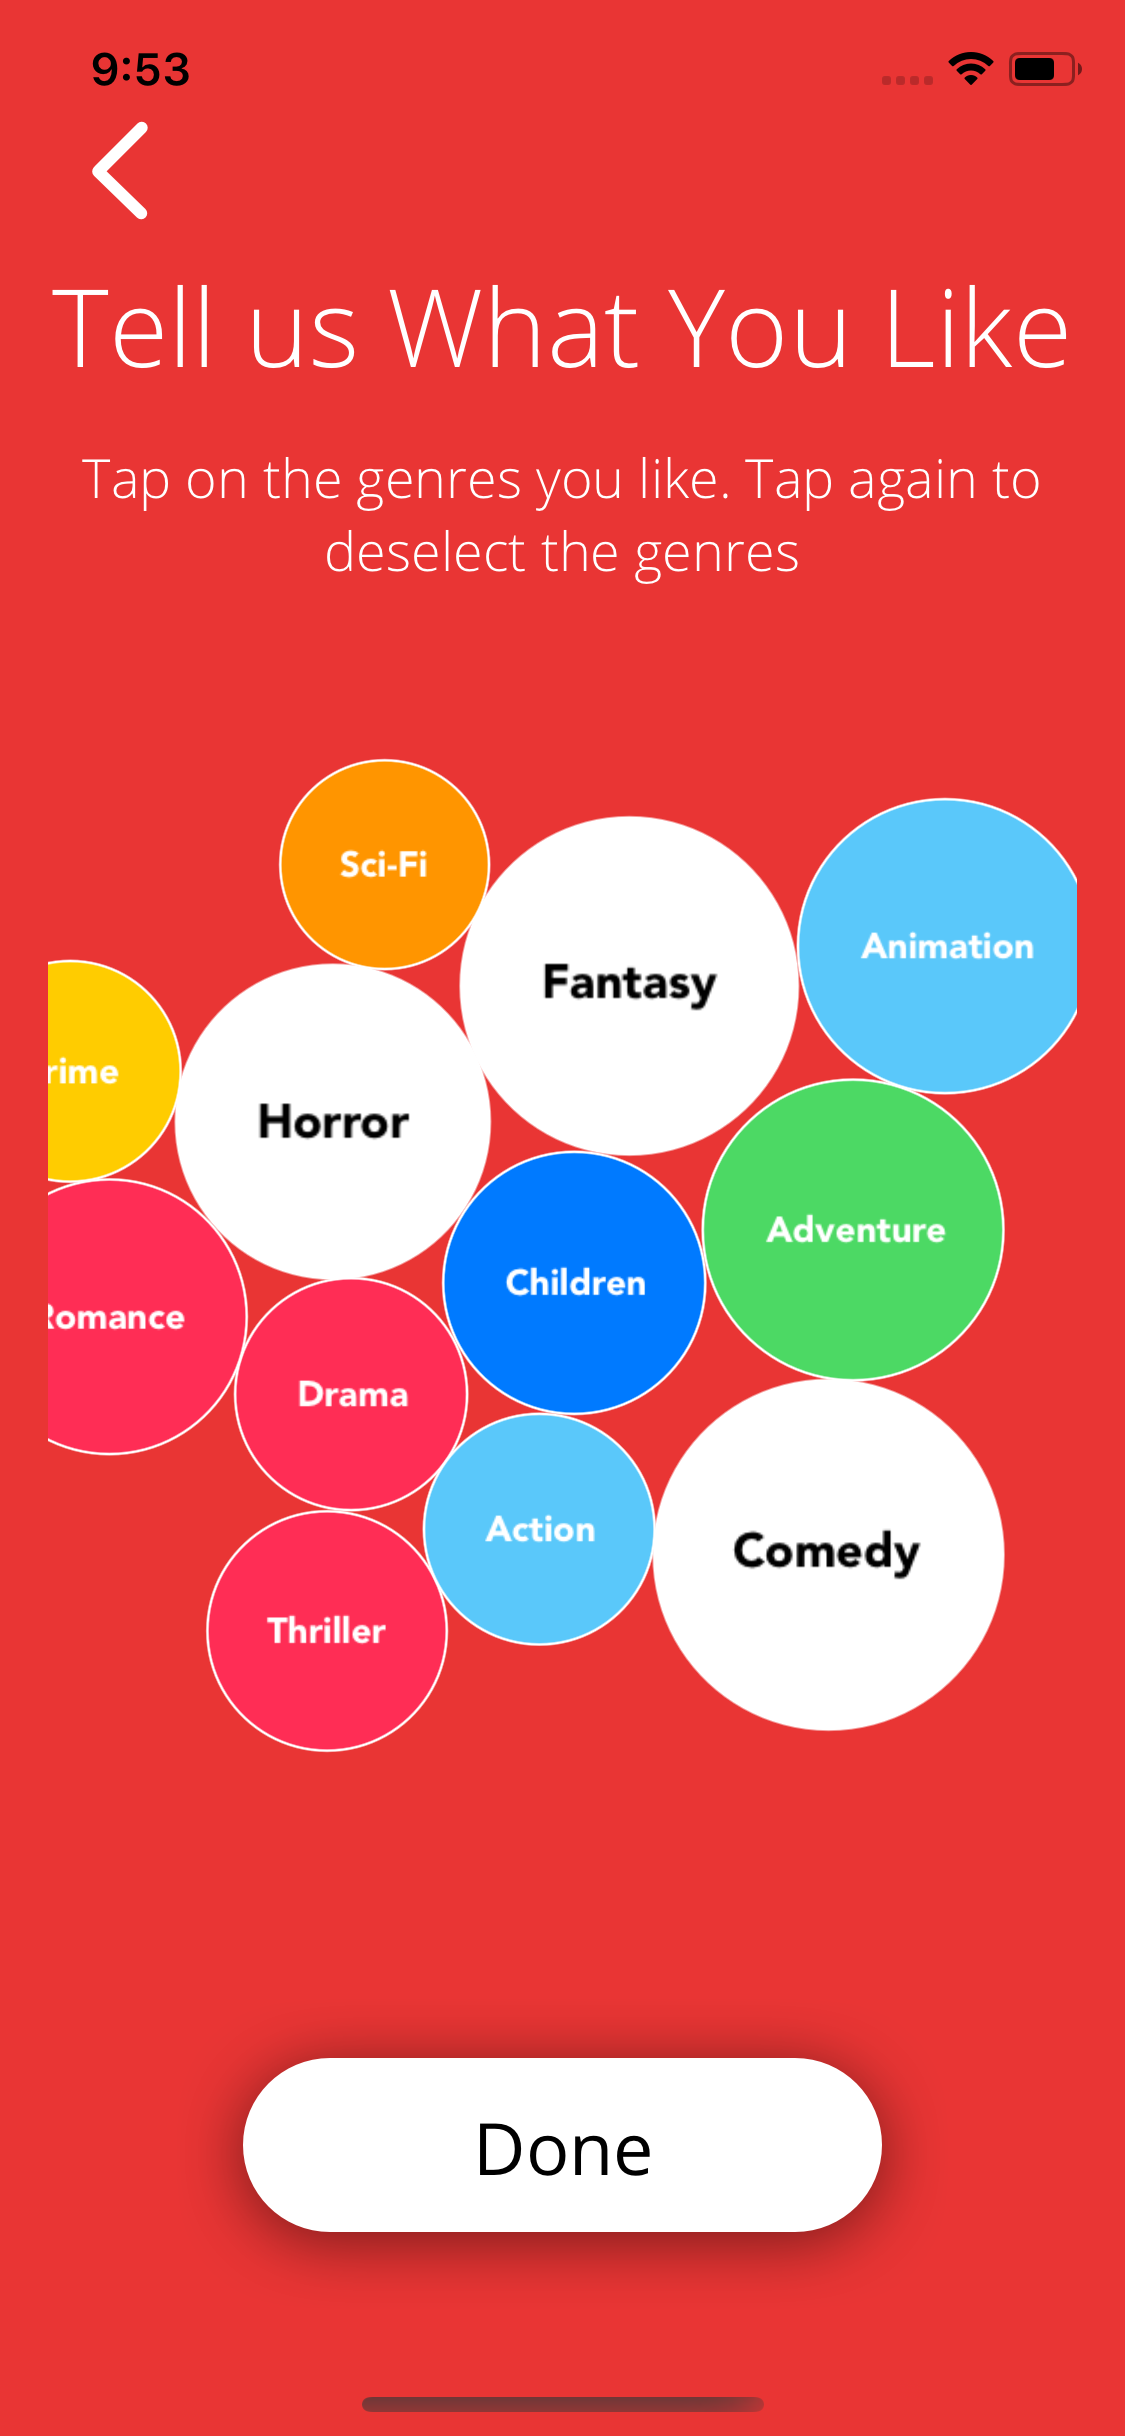 9:53
Tell us What You Like
Tap on the genres you like. Tap again to
deselect the genres
Sci-Fi
Fantasy
Animation
rime
Horror
Adventure
Children
Romance
Drama
Action
Comedy
Thriller
Done